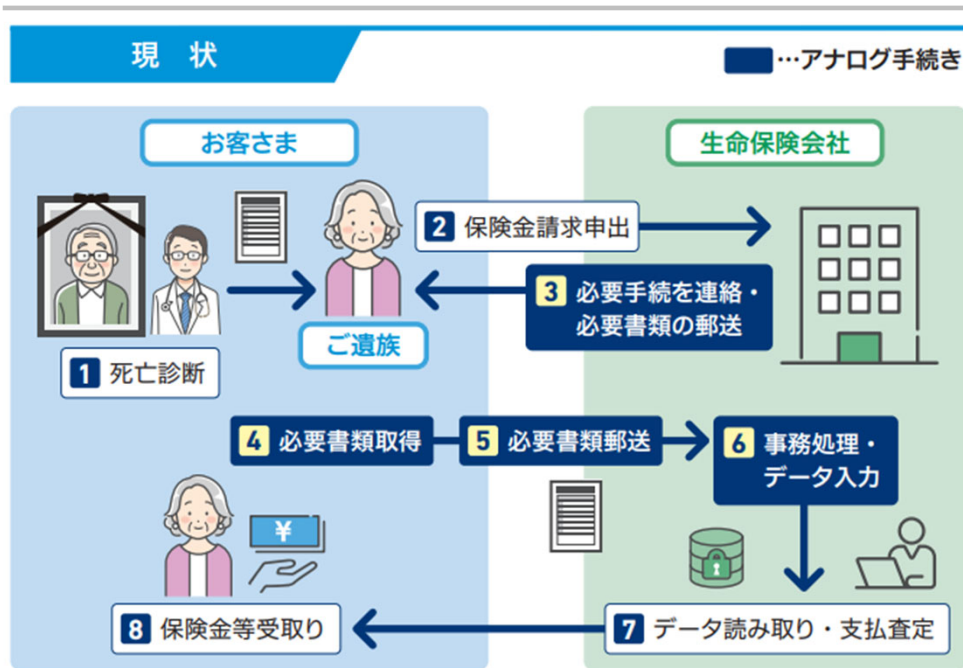 現 状
…アナログ手続き
お客さま
生命保険会社
2 保険金請求申出
3 必要手続を連絡・
必要書類の郵送
ご遺族
1 死亡診断
4 必要書類取得
5 必要書類郵送
6 事務処理・
データ入力
¥
8 保険金等受取り
7 データ読み取り・支払査定